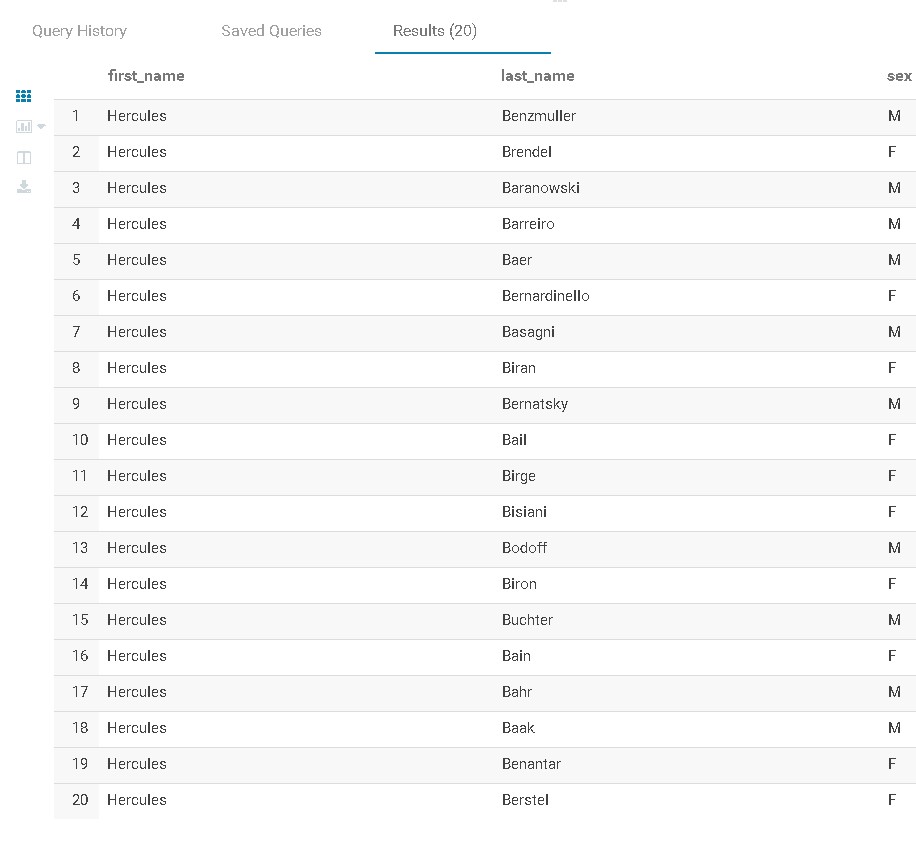 Query History Saved Queries Results (20)
first_name last_name sex
1 Hercules Benzmuller M
2 Hercules Brendel F
3 Hercules Baranowski M
4 Hercules Barreiro M
5 Hercules Baer M
6 Hercules Bernardinello F
7 Hercules Basagni M
8 Hercules Biran F
9 Hercules Bernatsky M
10 Hercules Bail F
11 Hercules Birge F
12 Hercules Bisiani F
13 Hercules Bodoff M
14 Hercules Biron F
15 Hercules Buchter M
16 Hercules Bain F
17 Hercules Bahr M
18 Hercules Baak M
19 Hercules Benantar F
20 Hercules Berstel F